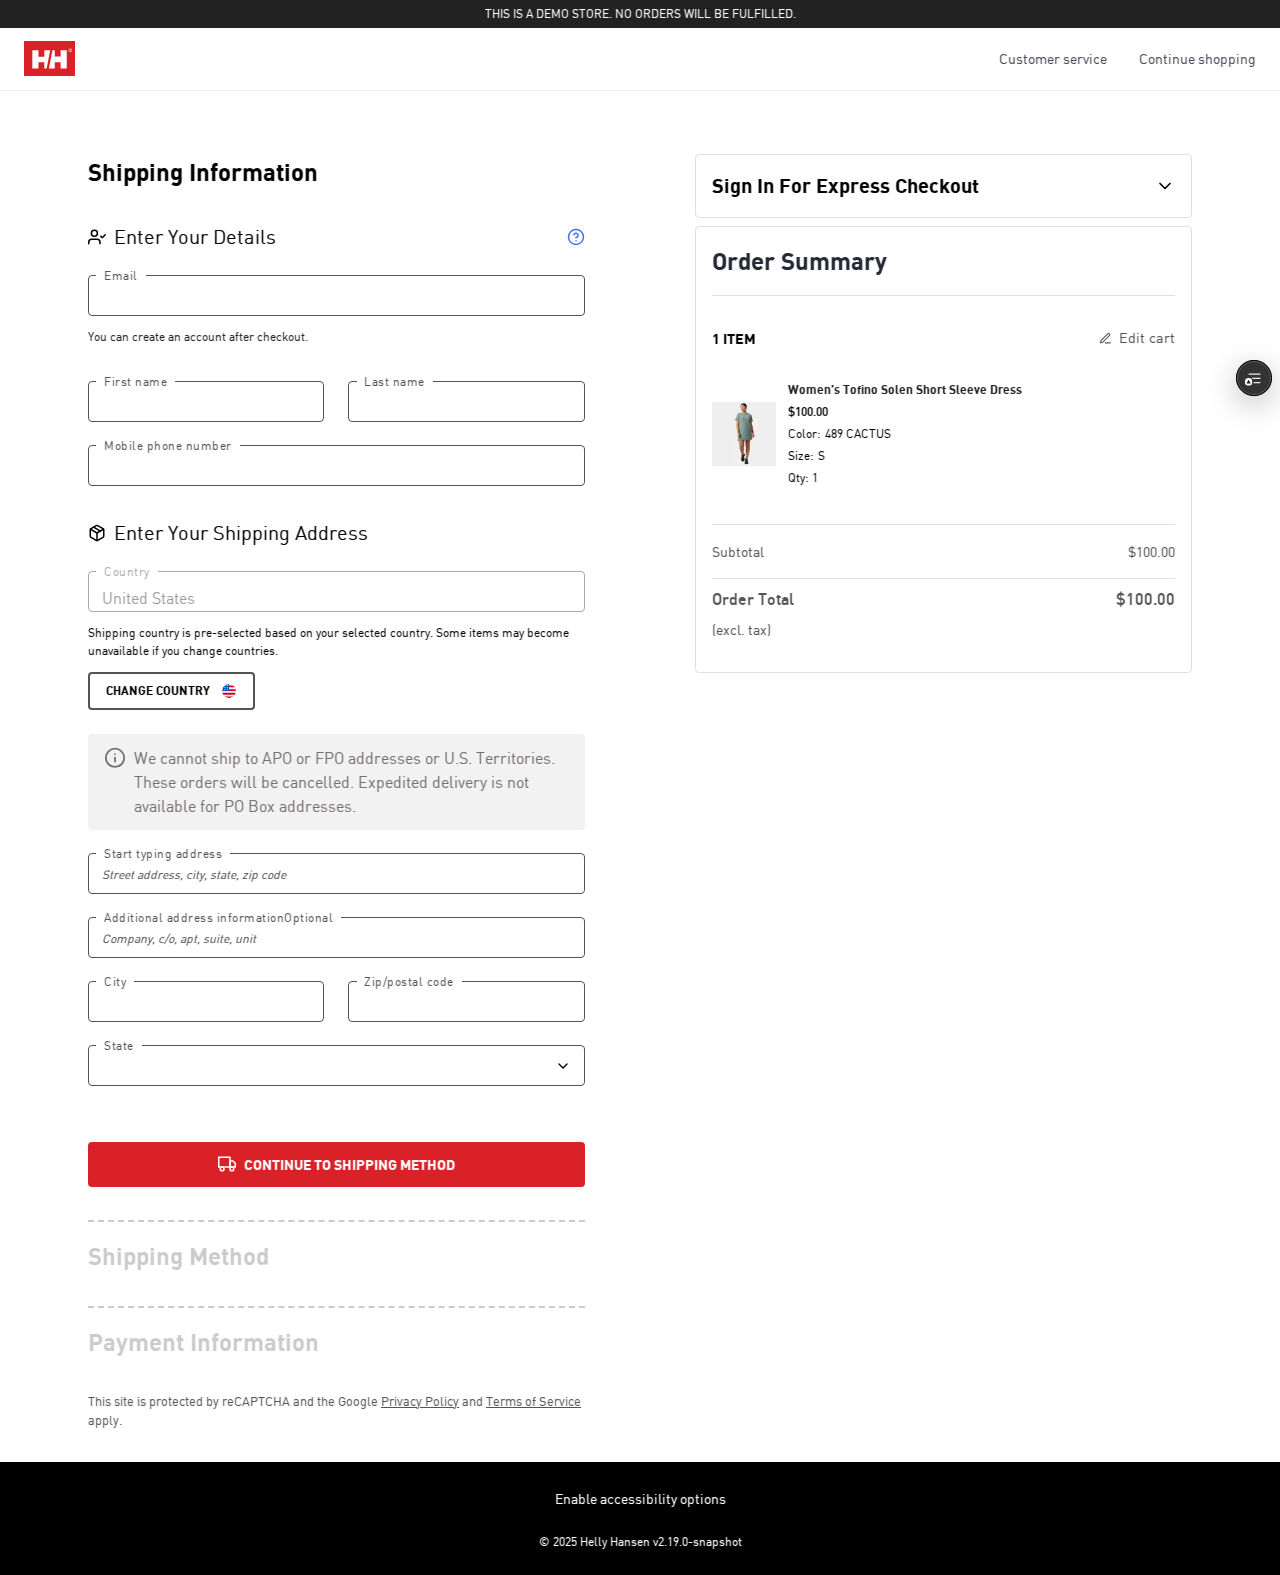 THIS IS A DEMO STORE. NO ORDERS WILL BE FULFILLED.
HH
Customer service
Continue shopping
Shipping Information
Enter Your Details
Email
You can create an account after checkout.
First name
Last name
Mobile phone number
Enter Your Shipping Address
Country
United States
Shipping country is pre-selected based on your selected country. Some items may become
unavailable if you change countries.
CHANGE COUNTRY
We cannot ship to APO or FPO addresses or U.S. Territories.
These orders will be cancelled. Expedited delivery is not
available for PO Box addresses.
Start typing address
Street address, city, state, zip code
Additional address informationOptional
Company, c/o, apt, suite, unit
City
Zip/postal code
State
CONTINUE TO SHIPPING METHOD
Shipping Method
Payment Information
This site is protected by reCAPTCHA and the Google Privacy Policy and Terms of Service
apply.
Sign In For Express Checkout
Order Summary
1 ITEM
Edit cart
Women's Tofino Solen Short Sleeve Dress
$100.00
Color: 489 CACTUS
Size: S
Qty: 1
Subtotal
$100.00
Order Total
$100.00
(excl. tax)
Enable accessibility options
© 2025 Helly Hansen v2.19.0-snapshot